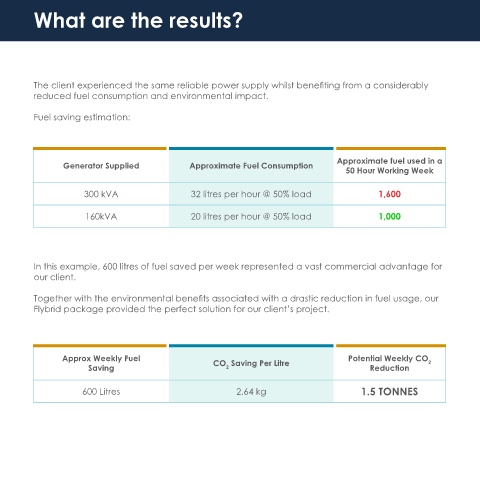 What are the results?
The client experienced the same reliable power supply whilst benefiting from a considerably
reduced fuel consumption and environmental impact.
Fuel saving estimation:
Generator Supplied
Approximate Fuel Consumption
Approximate fuel used in a
50 Hour Working Week
300 kVA
32 litres per hour @ 50% load
1,600
160kVA
20 litres per hour @ 50% load
1,000
In this example, 600 litres of fuel saved per week represented a vast commercial advantage for
our client.
Together with the environmental benefits associated with a drastic reduction in fuel usage, our
Flybrid package provided the perfect solution for our client's project.
Approx Weekly Fuel
Saving
CO2 Saving Per Litre
Potential Weekly CO2
Reduction
600 Litres
2.64 kg
1.5 TONNES